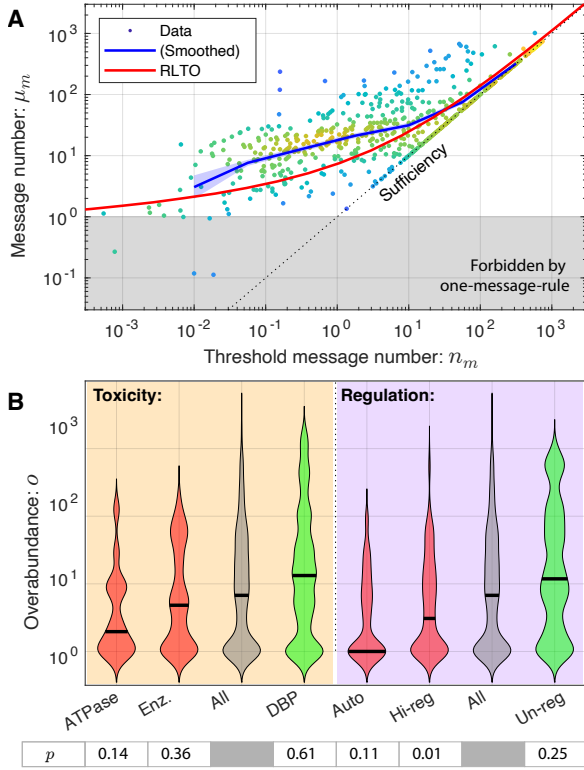 A
Data
(Smoothed)
RLTO
Message number: μₘ
10³
10²
10¹
10⁰
10⁻¹
Sufficiency
Forbidden by
one-message-rule
10⁻³ 10⁻² 10⁻¹ 10⁰ 10¹ 10² 10³
Threshold message number: nₘ
B
Toxicity: Regulation:
Overabundance: o
10³
10²
10¹
10⁰
ATPase Enz. All DBP Auto Hi-reg All Un-reg
p 0.14 0.36 0.61 0.11 0.01 0.25